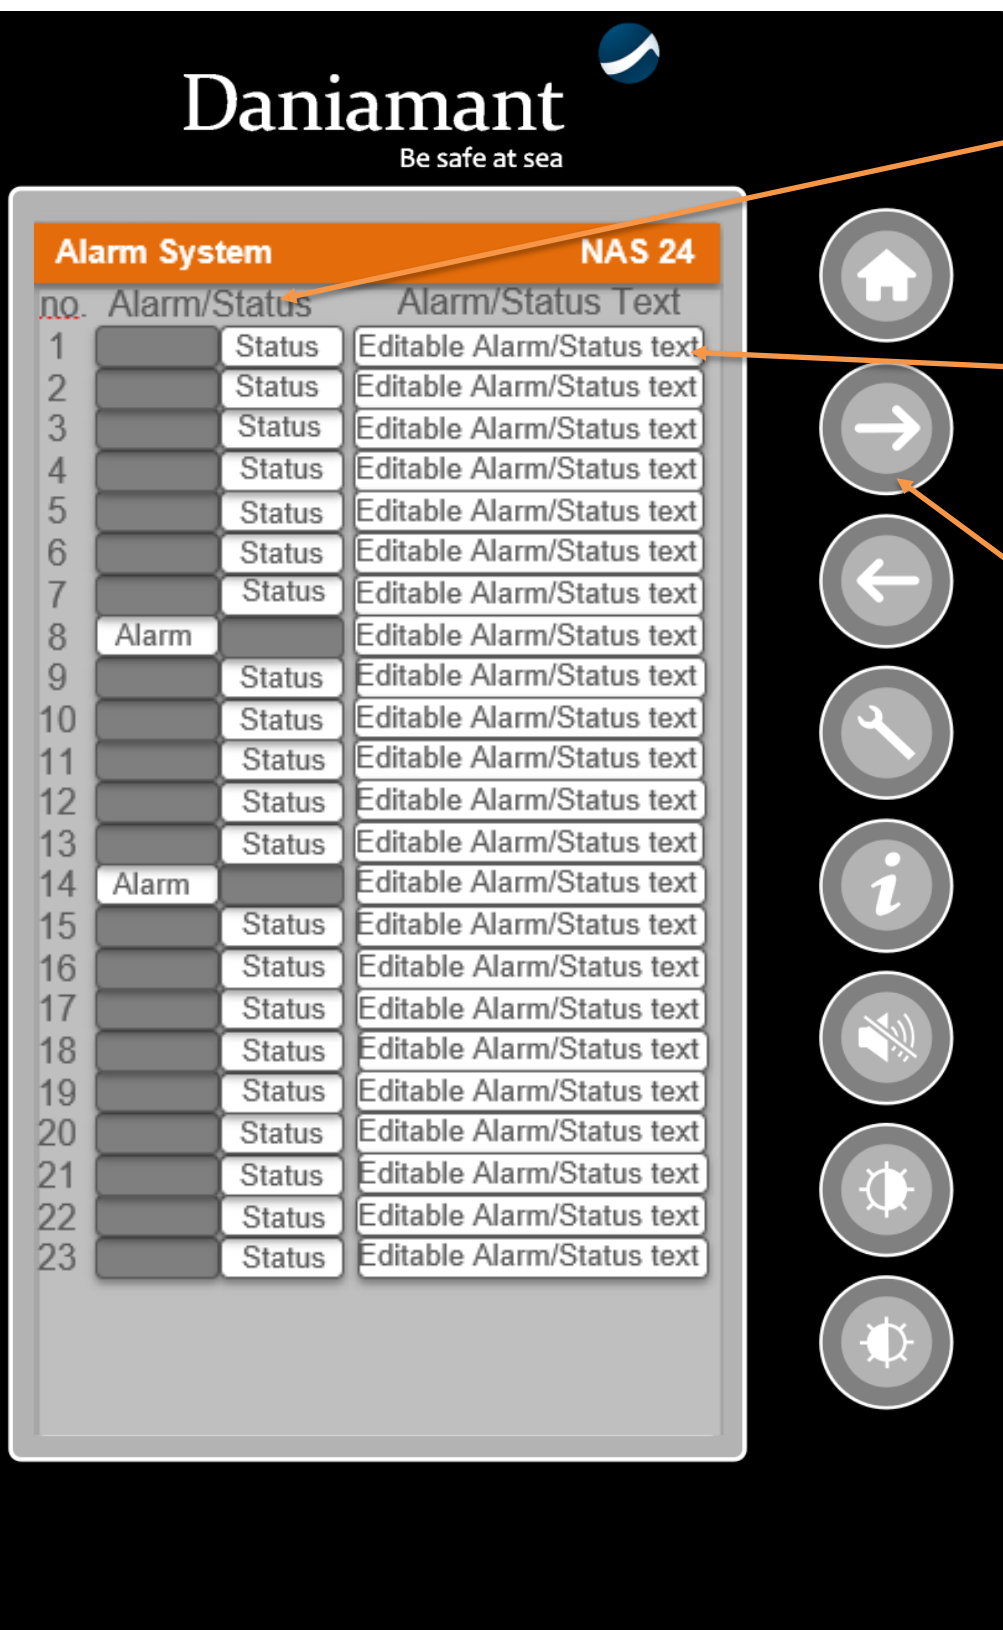 Daniamant
Be safe at sea
Alarm System NAS 24
no. Alarm/Status Alarm/Status Text
1 Status Editable Alarm/Status text
2 Status Editable Alarm/Status text
3 Status Editable Alarm/Status text
4 Status Editable Alarm/Status text
5 Status Editable Alarm/Status text
6 Status Editable Alarm/Status text
7 Status Editable Alarm/Status text
8 Alarm Editable Alarm/Status text
9 Status Editable Alarm/Status text
10 Status Editable Alarm/Status text
11 Status Editable Alarm/Status text
12 Status Editable Alarm/Status text
13 Status Editable Alarm/Status text
14 Alarm Editable Alarm/Status text
15 Status Editable Alarm/Status text
16 Status Editable Alarm/Status text
17 Status Editable Alarm/Status text
18 Status Editable Alarm/Status text
19 Status Editable Alarm/Status text
20 Status Editable Alarm/Status text
21 Status Editable Alarm/Status text
22 Status Editable Alarm/Status text
23 Status Editable Alarm/Status text
i